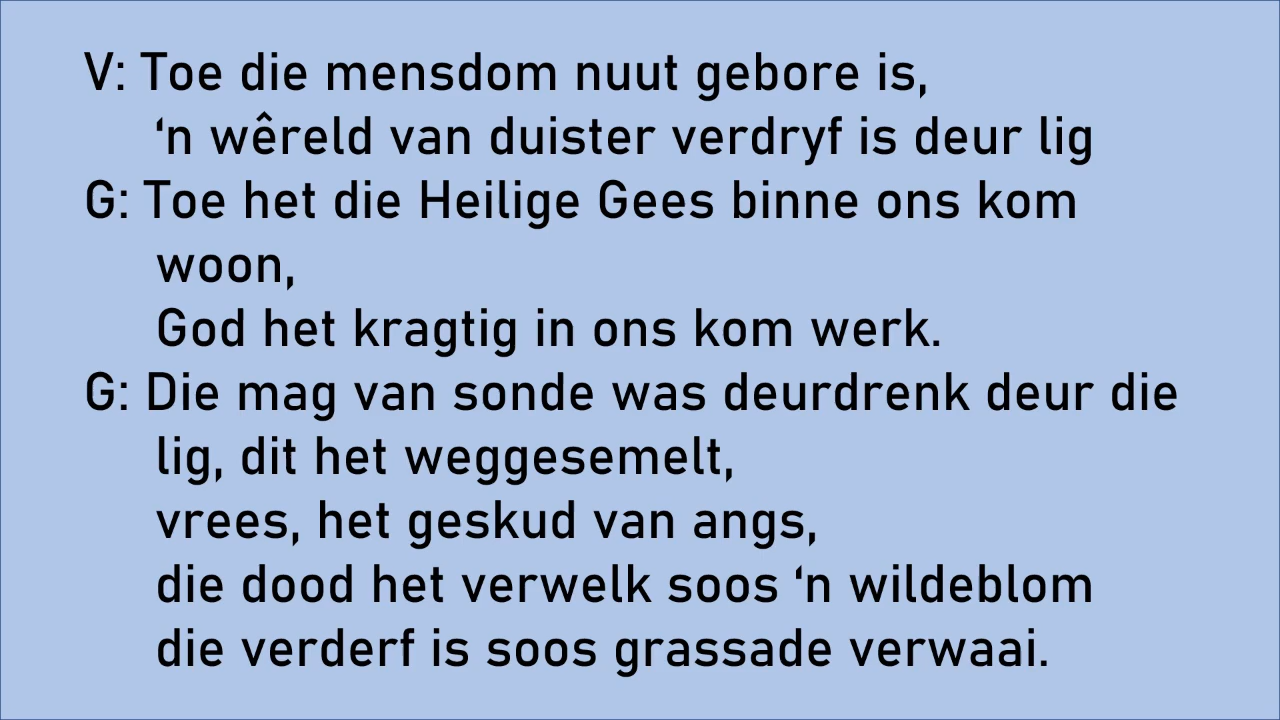 V: Toe die mensdom nuut gebore is,
‘n wêreld van duister verdryf is deur lig
G: Toe het die Heilige Gees binne ons kom
woon,
God het kragtig in ons kom werk.
G: Die mag van sonde was deurdrenk deur die
lig, dit het weggesemelt,
vrees, het geskud van angs,
die dood het verwelk soos ‘n wildeblom
die verderf is soos grassade verwaai.